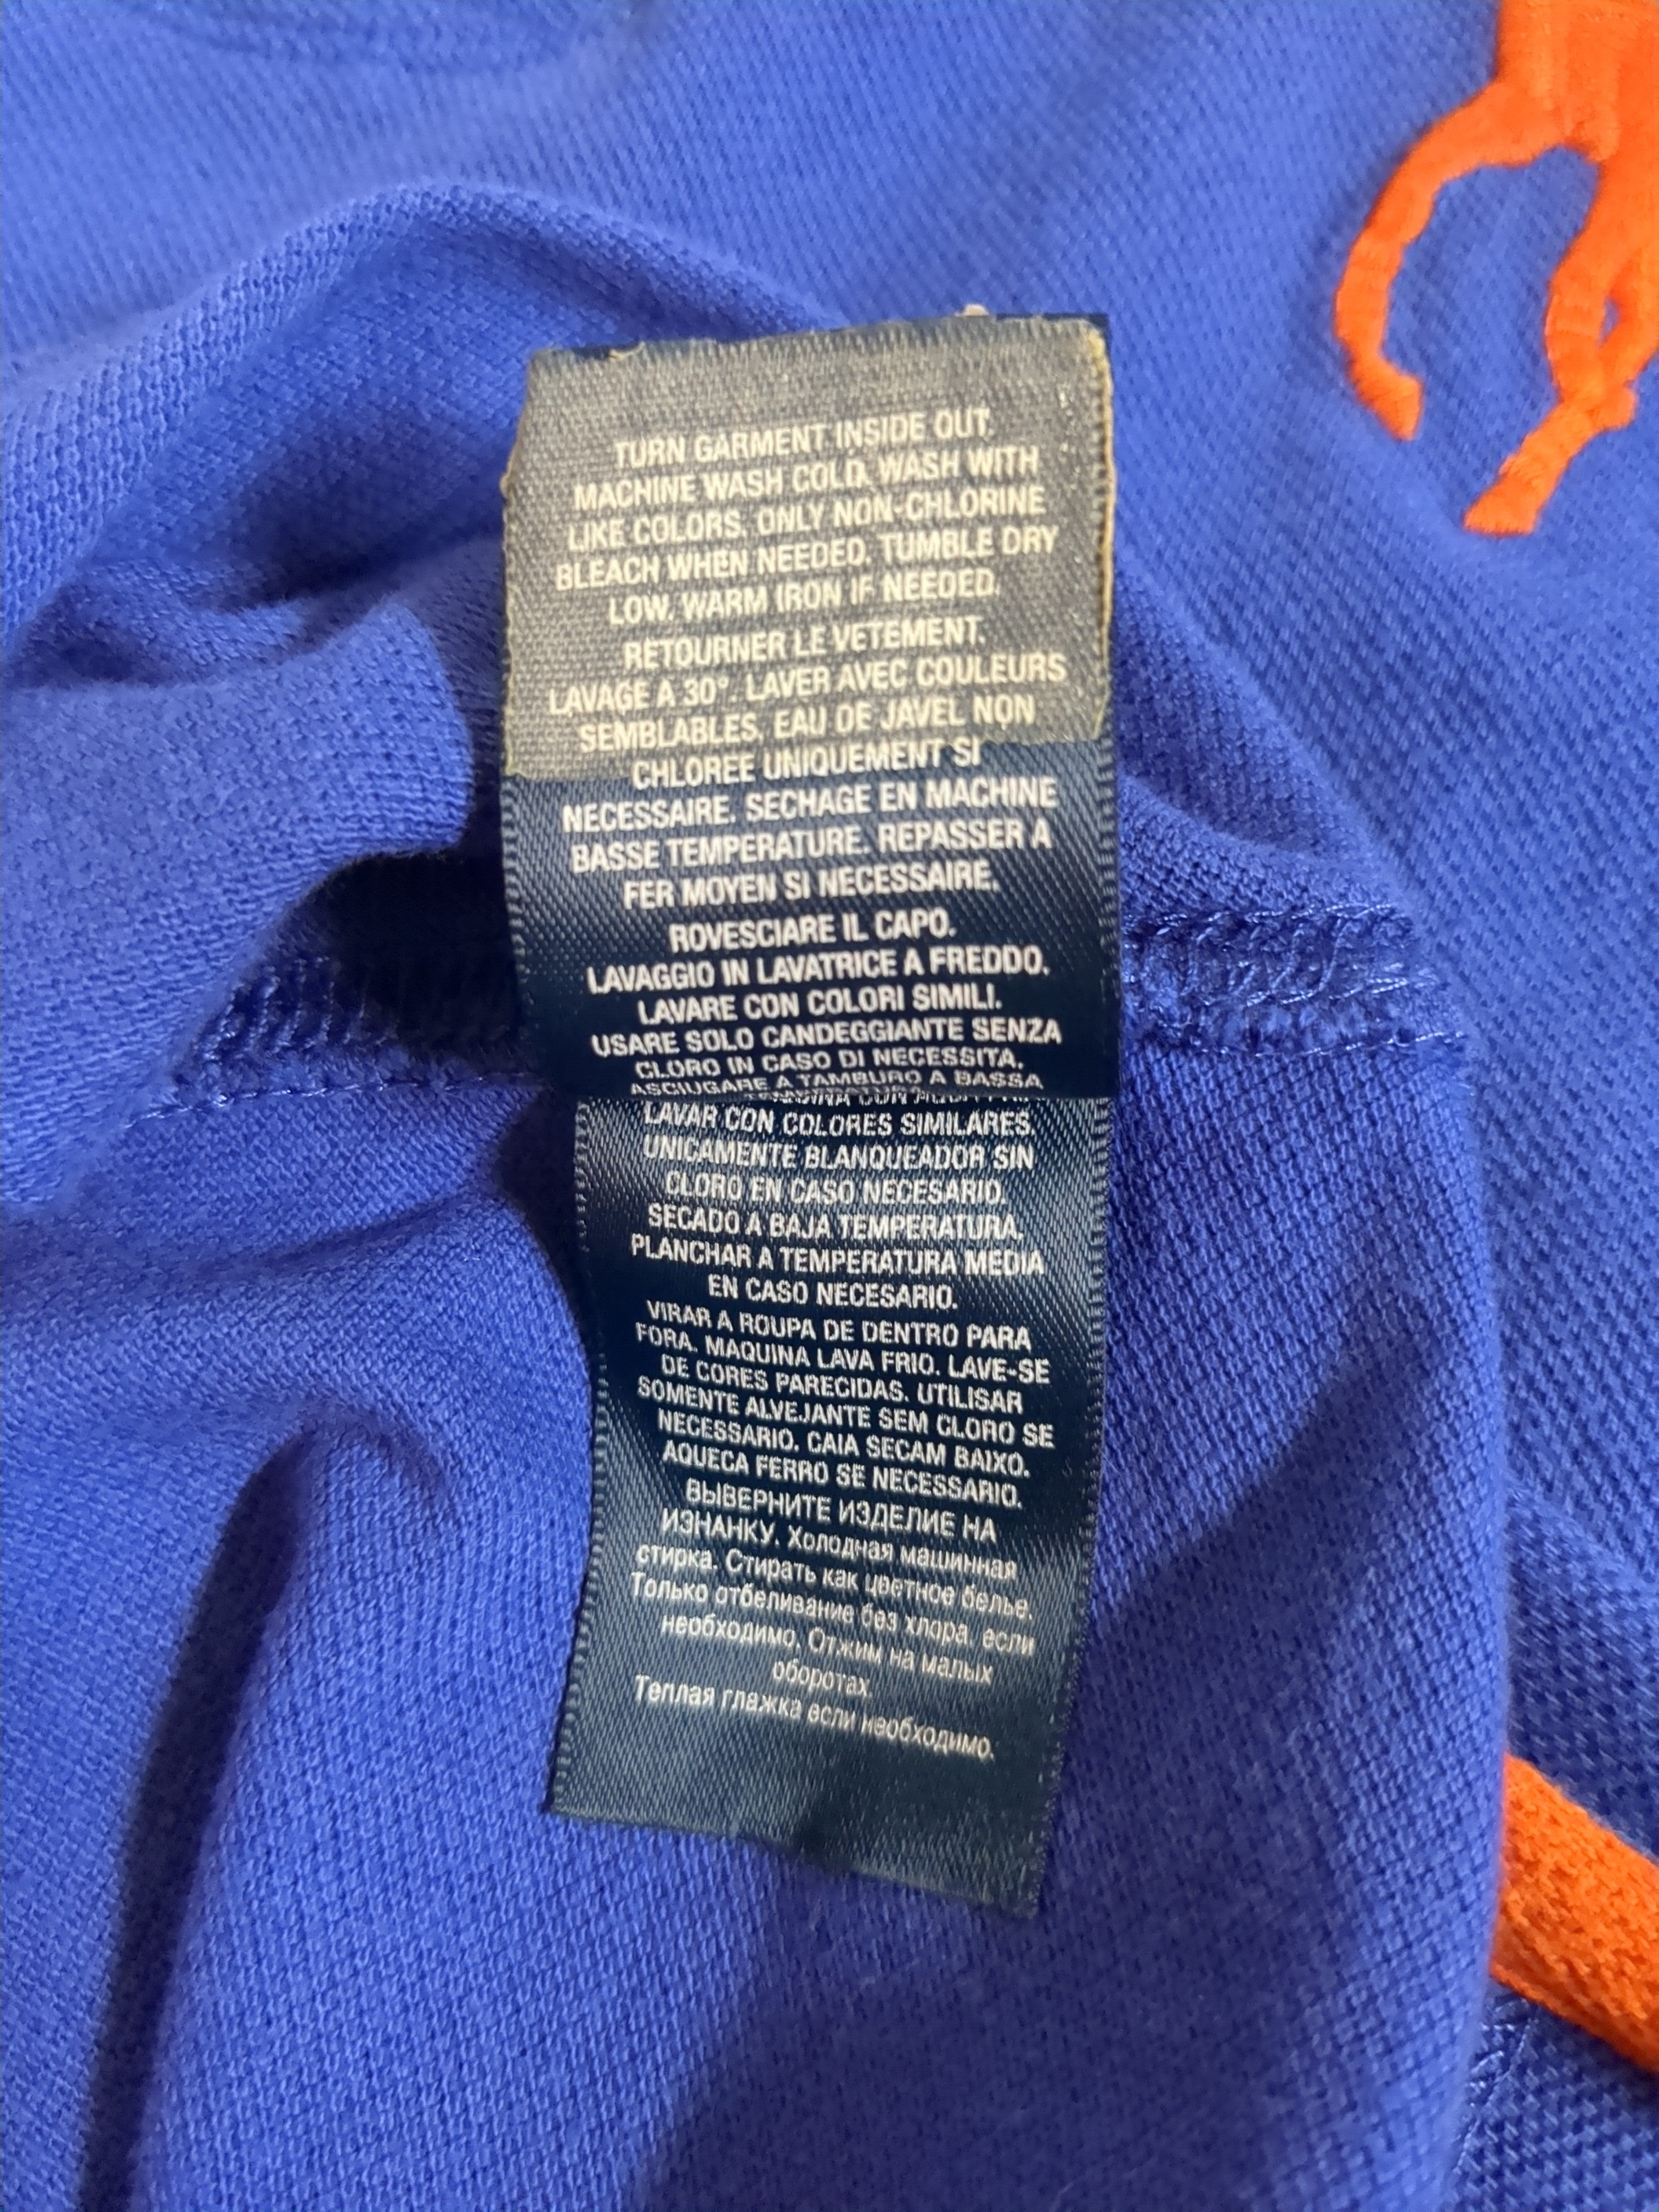 TURN GARMENT INSIDE OUT.
MACHINE WASH COLD. WASH WITH
LIKE COLORS. ONLY NON-CHLORINE
BLEACH WHEN NEEDED. TUMBLE DRY
LOW. WARM IRON IF NEEDED.
RETOURNER LE VETEMENT.
LAVAGE A 30°. LAVER AVEC COULEURS
SEMBLABLES. EAU DE JAVEL NON
CHLOREE UNIQUEMENT SI
NECESSAIRE. SECHAGE EN MACHINE
BASSE TEMPERATURE. REPASSER A
FER MOYEN SI NECESSAIRE.
ROVESCIARE IL CAPO.
LAVAGGIO IN LAVATRICE A FREDDO.
LAVARE CON COLORI SIMILI.
USARE SOLO CANDEGGIANTE SENZA
CLORO IN CASO DI NECESSITA.
ASCIUGARE A TAMBURO A BASSA
LAVAR CON COLORES SIMILARES.
UNICAMENTE BLANQUEADOR SIN
CLORO EN CASO NECESARIO.
SECADO A BAJA TEMPERATURA.
PLANCHAR A TEMPERATURA MEDIA
EN CASO NECESARIO.
VIRAR A ROUPA DE DENTRO PARA
FORA. MAQUINA LAVA FRIO. LAVE-SE
DE CORES PARECIDAS. UTILISAR
SOMENTE ALVEJANTE SEM CLORO SE
NECESSARIO. CAIA SECAM BAIXO.
AQUECA FERRO SE NECESSARIO.
ВЫВЕРНИТЕ ИЗДЕЛИЕ НА
ИЗНАНКУ. Холодная машинная
стирка. Стирать как цветное белье.
Только отбеливание без хлора, если
необходимо. Отжим на малых
оборотах.
Теплая глажка если необходимо.